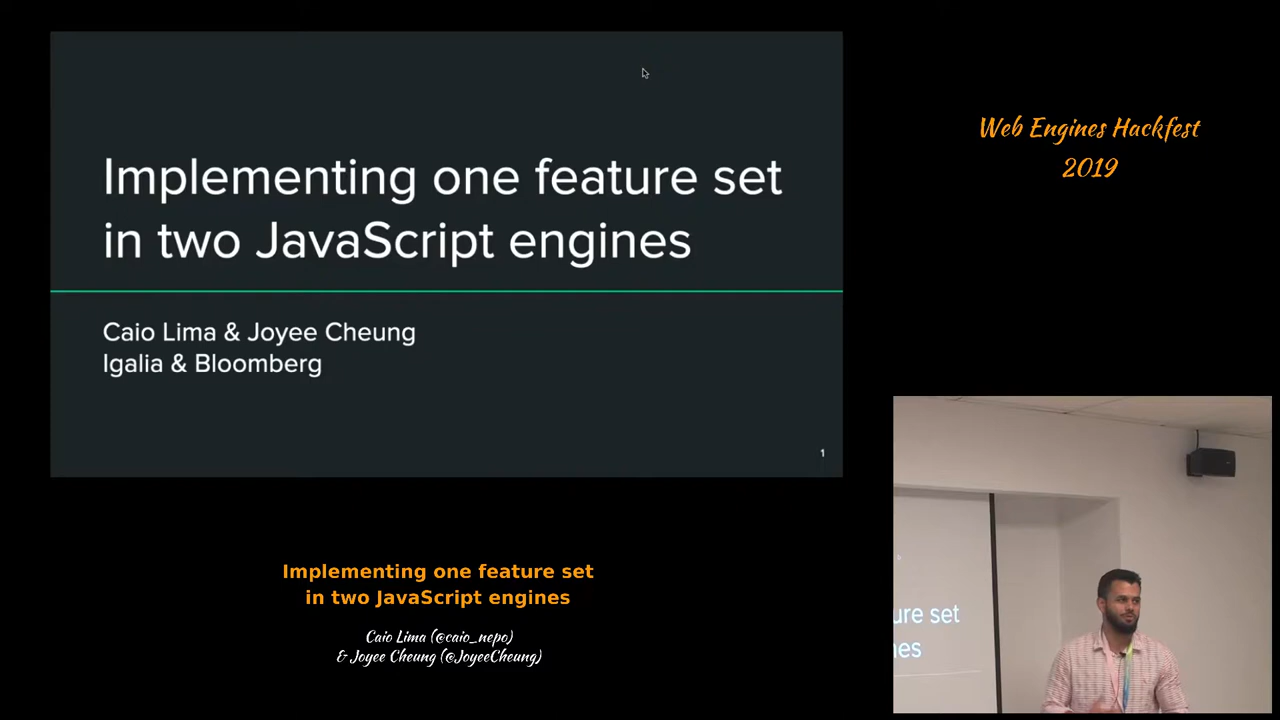 Implementing one feature set
in two JavaScript engines
Caio Lima & Joyee Cheung
Igalia & Bloomberg
1
Web Engines Hackfest
2019
Implementing one feature set
in two JavaScript engines
Caio Lima (@caio_nepo)
& Joyee Cheung (@JoyeeCheung)
ure set
nes